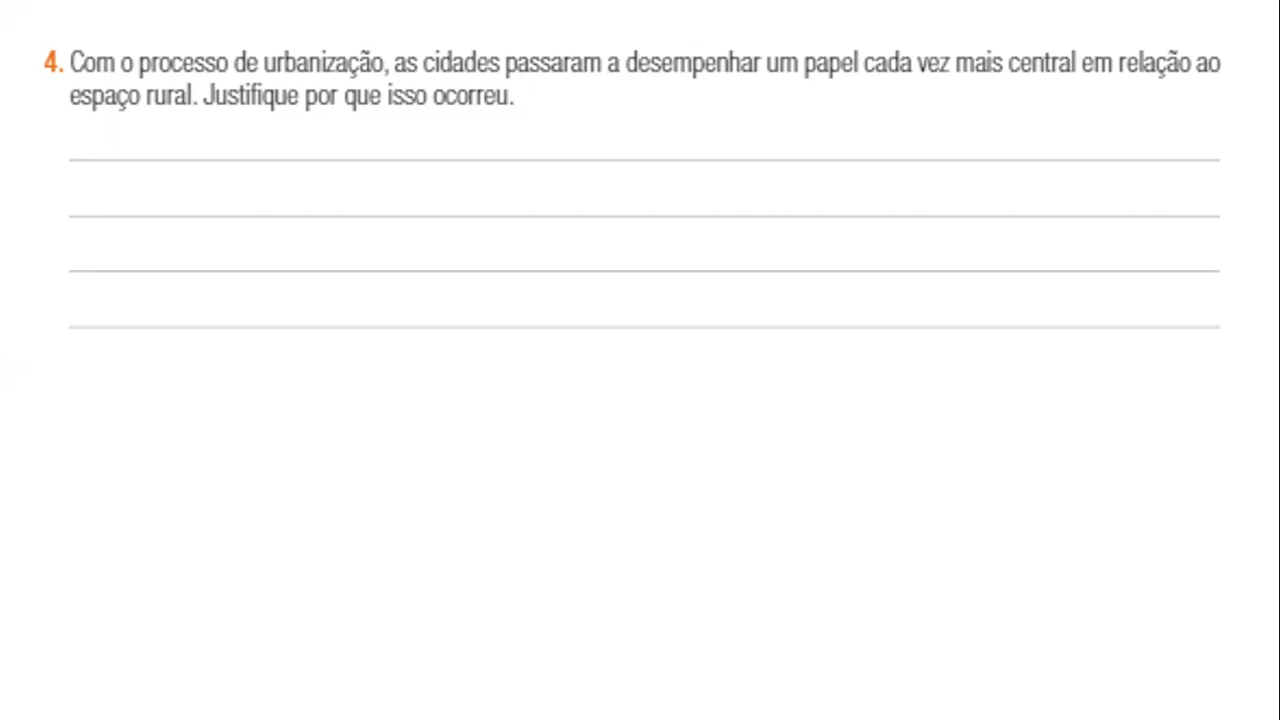 4. Com o processo de urbanização, as cidades passaram a desempenhar um papel cada vez mais central em relação ao
espaço rural. Justifique por que isso ocorreu.